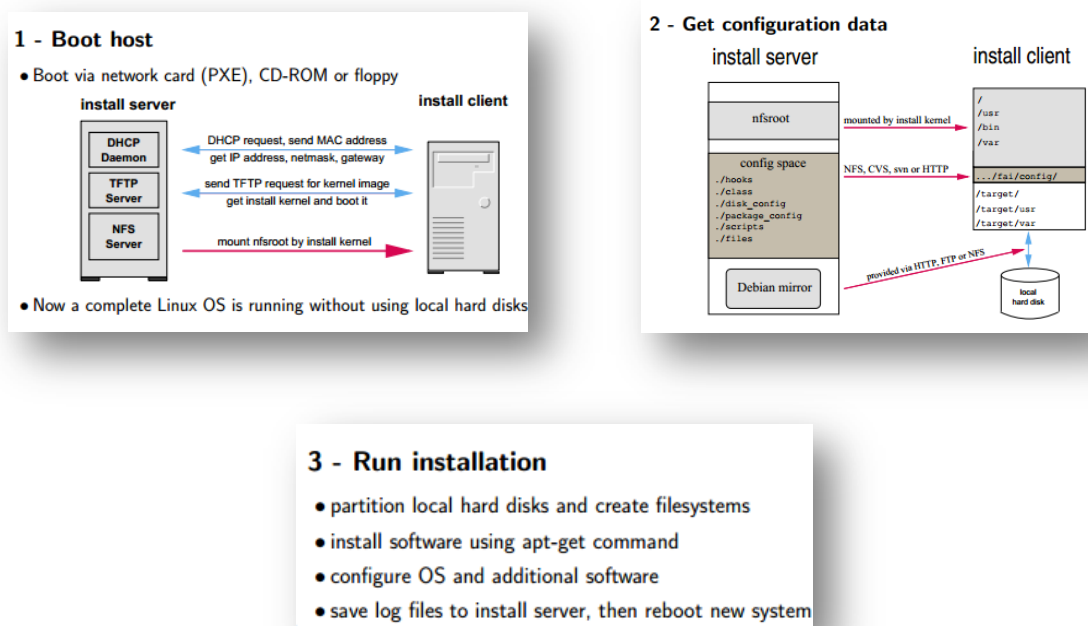 1 - Boot host
• Boot via network card (PXE), CD-ROM or floppy
install server
install client
DHCP
Daemon
TFTP
Server
NFS
Server
DHCP request, send MAC address
get IP address, netmask, gateway
send TFTP request for kernel image
get install kernel and boot it
mount nfsroot by install kernel
• Now a complete Linux OS is running without using local hard disks
2 - Get configuration data
install server
install client
nfsroot
config space
./hooks
./class
./disk_config
./package_config
./scripts
./files
Debian mirror
mounted by install kernel
NFS, CVS, svn or HTTP
provided via HTTP, FTP or NFS
/
/usr
/bin
/var
.../fai/config/
/target/
/target/usr
/target/var
local
hard disk
3 - Run installation
• partition local hard disks and create filesystems
• install software using apt-get command
• configure OS and additional software
• save log files to install server, then reboot new system